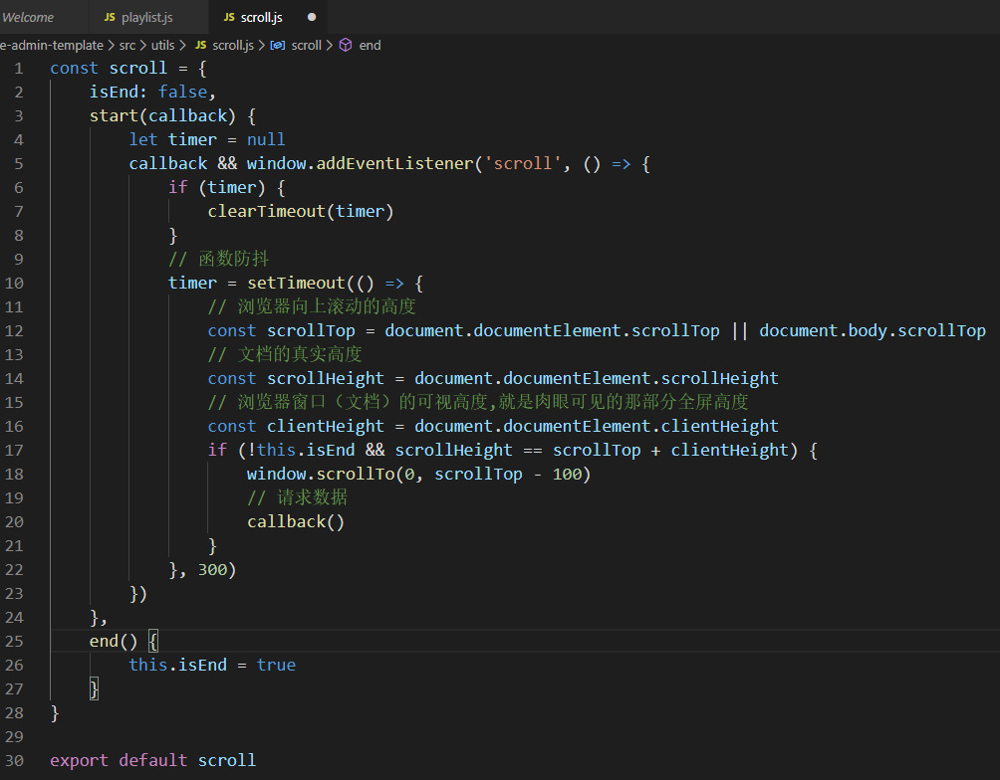 Welcome JS playlist.js JS scroll.js ●
e-admin-template > src > utils > JS scroll.js > scroll > end
1 const scroll = {
2 isEnd: false,
3 start(callback) {
4 let timer = null
5 callback && window.addEventListener('scroll', () => {
6 if (timer) {
7 clearTimeout(timer)
8 }
9 // 函数防抖
10 timer = setTimeout(() => {
11 // 浏览器向上滚动的高度
12 const scrollTop = document.documentElement.scrollTop || document.body.scrollTop
13 // 文档的真实高度
14 const scrollHeight = document.documentElement.scrollHeight
15 // 浏览器窗口（文档）的可视高度,就是肉眼可见的那部分全屏高度
16 const clientHeight = document.documentElement.clientHeight
17 if (!this.isEnd && scrollHeight == scrollTop + clientHeight) {
18 window.scrollTo(0, scrollTop - 100)
19 // 请求数据
20 callback()
21 }
22 }, 300)
23 })
24 },
25 end() {
26 this.isEnd = true
27 }
28 }
29
30 export default scroll